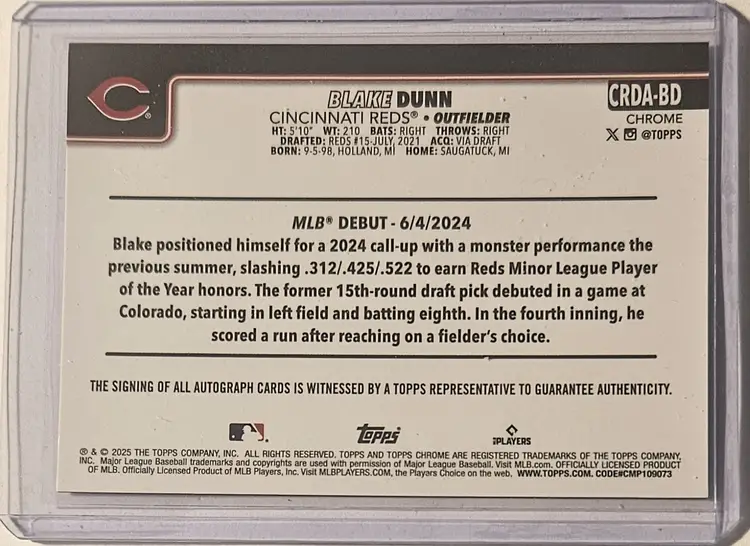 BLAKE DUNN
CINCINNATI REDS® • OUTFIELDER
HT: 5'10" WT: 210 BATS: RIGHT THROWS: RIGHT
DRAFTED: REDS #15-JULY, 2021 ACQ: VIA DRAFT
BORN: 9-5-98, HOLLAND, MI HOME: SAUGATUCK, MI
CRDA-BD
CHROME
@TOPPS
MLB® DEBUT - 6/4/2024
Blake positioned himself for a 2024 call-up with a monster performance the
previous summer, slashing .312/.425/.522 to earn Reds Minor League Player
of the Year honors. The former 15th-round draft pick debuted in a game at
Colorado, starting in left field and batting eighth. In the fourth inning, he
scored a run after reaching on a fielder's choice.
THE SIGNING OF ALL AUTOGRAPH CARDS IS WITNESSED BY A TOPPS REPRESENTATIVE TO GUARANTEE AUTHENTICITY.
topps
PLAYERS
® & © 2025 THE TOPPS COMPANY, INC. ALL RIGHTS RESERVED. TOPPS AND TOPPS CHROME ARE REGISTERED TRADEMARKS OF THE TOPPS COMPANY,
INC. Major League Baseball trademarks and copyrights are used with permission of Major League Baseball. Visit MLB.com. OFFICIALLY LICENSED PRODUCT
OF MLB. Officially Licensed Product of MLB Players, Inc. Visit MLBPLAYERS.com, the Players Choice on the web. WWW.TOPPS.COM. CODE#CMP109073